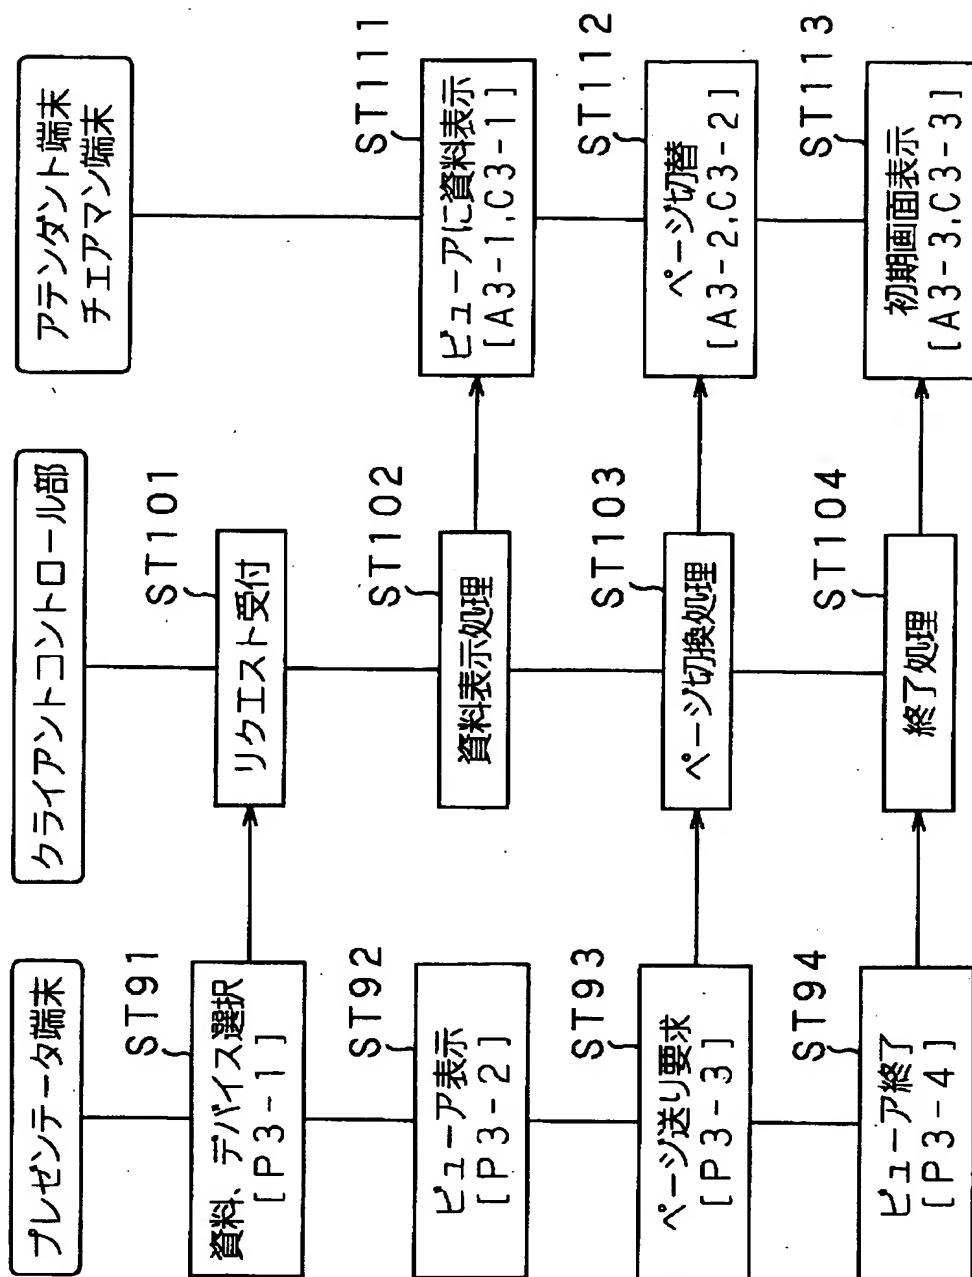 プレゼンテータ端末
ST91
資料、デバイス選択
[P3-1]
ST92
ビューア表示
[P3-2]
ST93
ページ送り要求
[P3-3]
ST94
ビューア終了
[P3-4]
クライアントコントロール部
ST101
リクエスト受付
ST102
資料表示処理
ST103
ページ切換処理
ST104
終了処理
アテンダント端末
チェアマン端末
ST111
ビューアに資料表示
[A3-1,C3-1]
ST112
ページ切替
[A3-2,C3-2]
ST113
初期画面表示
[A3-3,C3-3]